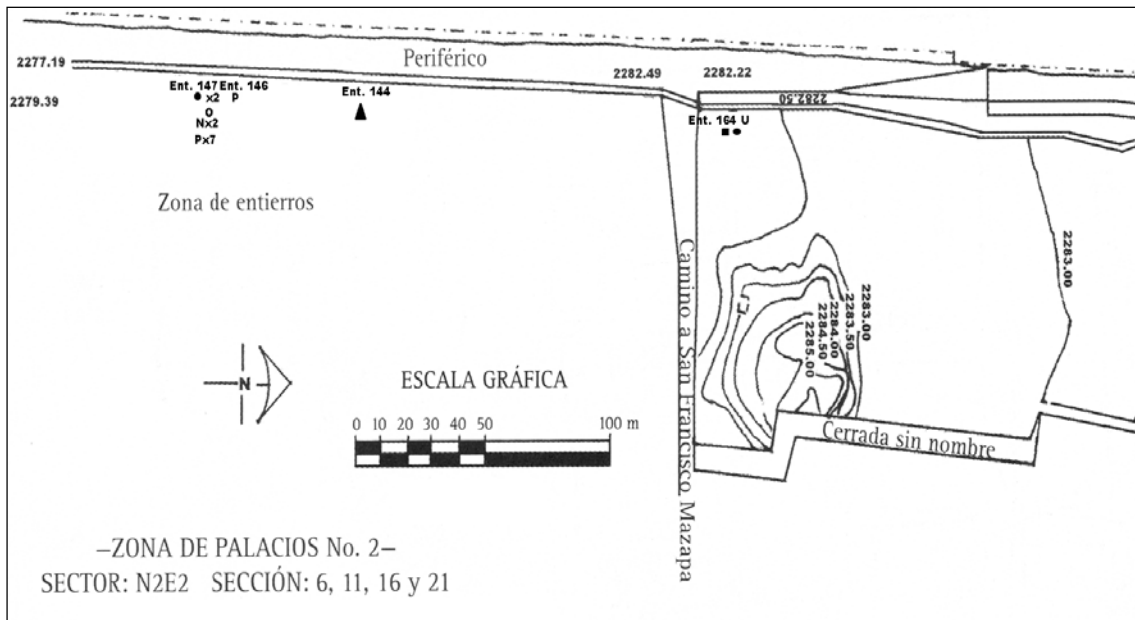 Periférico
2277.19
2282.49
2282.22
2279.39
Ent. 147 Ent. 146
Ent. 144
2282.50
x2
P
O
Nx2
Px7
Ent. 164 U
Zona de entierros
Camino a San Francisco Mazapa
2283.00
2283.00
2283.50
2284.00
2284.50
2285.00
N
ESCALA GRÁFICA
0 10 20 30 40 50 100 m
Cerrada sin nombre
–ZONA DE PALACIOS No. 2–
SECTOR: N2E2 SECCIÓN: 6, 11, 16 y 21